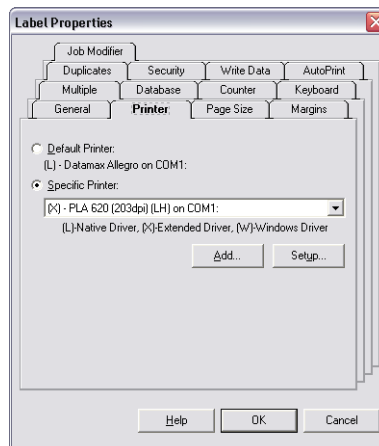 Label Properties
Job Modifier
Duplicates Security Write Data AutoPrint
Multiple Database Counter Keyboard
General Printer Page Size Margins
Default Printer:
(L) - Datamax Allegro on COM1:
Specific Printer:
(X) - PLA 620 (203dpi) (LH) on COM1:
(L)-Native Driver, (X)-Extended Driver, (W)-Windows Driver
Add... Setup...
Help OK Cancel